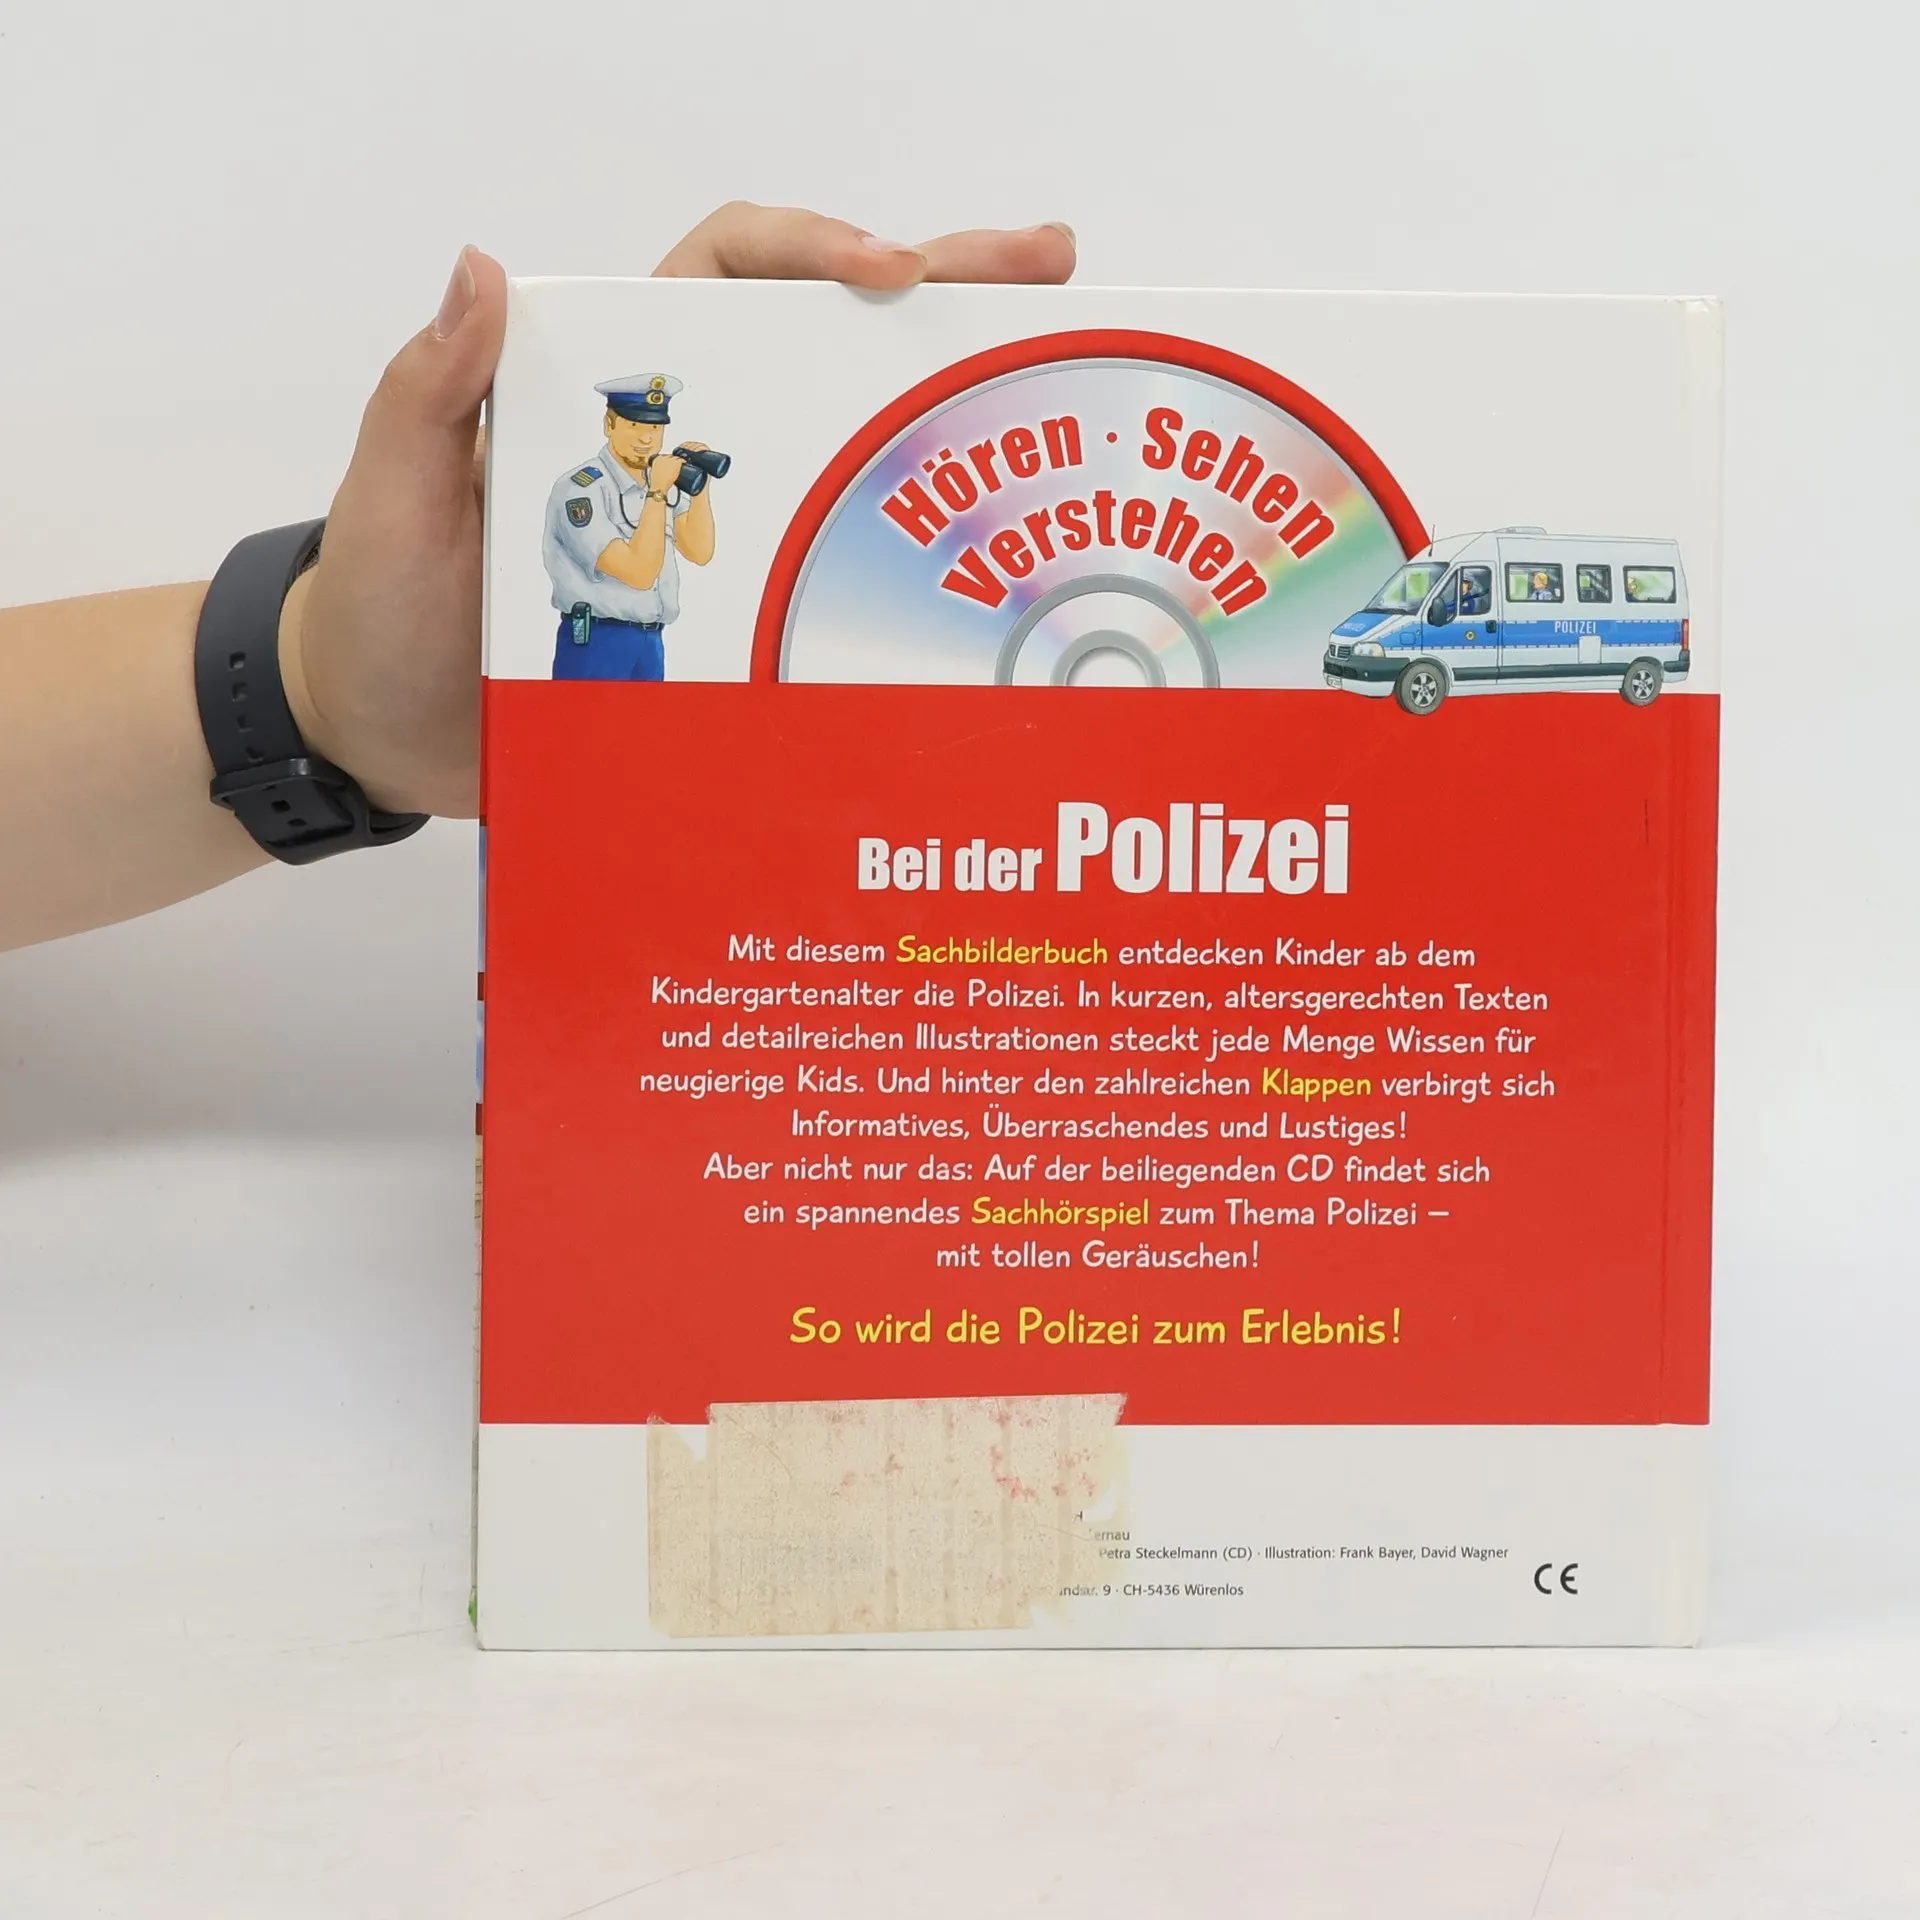 Hören · Sehen
Verstehen
POLIZEI
Bei der Polizei
Mit diesem Sachbilderbuch entdecken Kinder ab dem
Kindergartenalter die Polizei. In kurzen, altersgerechten Texten
und detailreichen Illustrationen steckt jede Menge Wissen für
neugierige Kids. Und hinter den zahlreichen Klappen verbirgt sich
Informatives, Überraschendes und Lustiges!
Aber nicht nur das: Auf der beiliegenden CD findet sich
ein spannendes Sachhörspiel zum Thema Polizei –
mit tollen Geräuschen!
So wird die Polizei zum Erlebnis!
Petra Steckelmann (CD) · Illustration: Frank Bayer, David Wagner
9 · CH-5436 Würenlos
CE